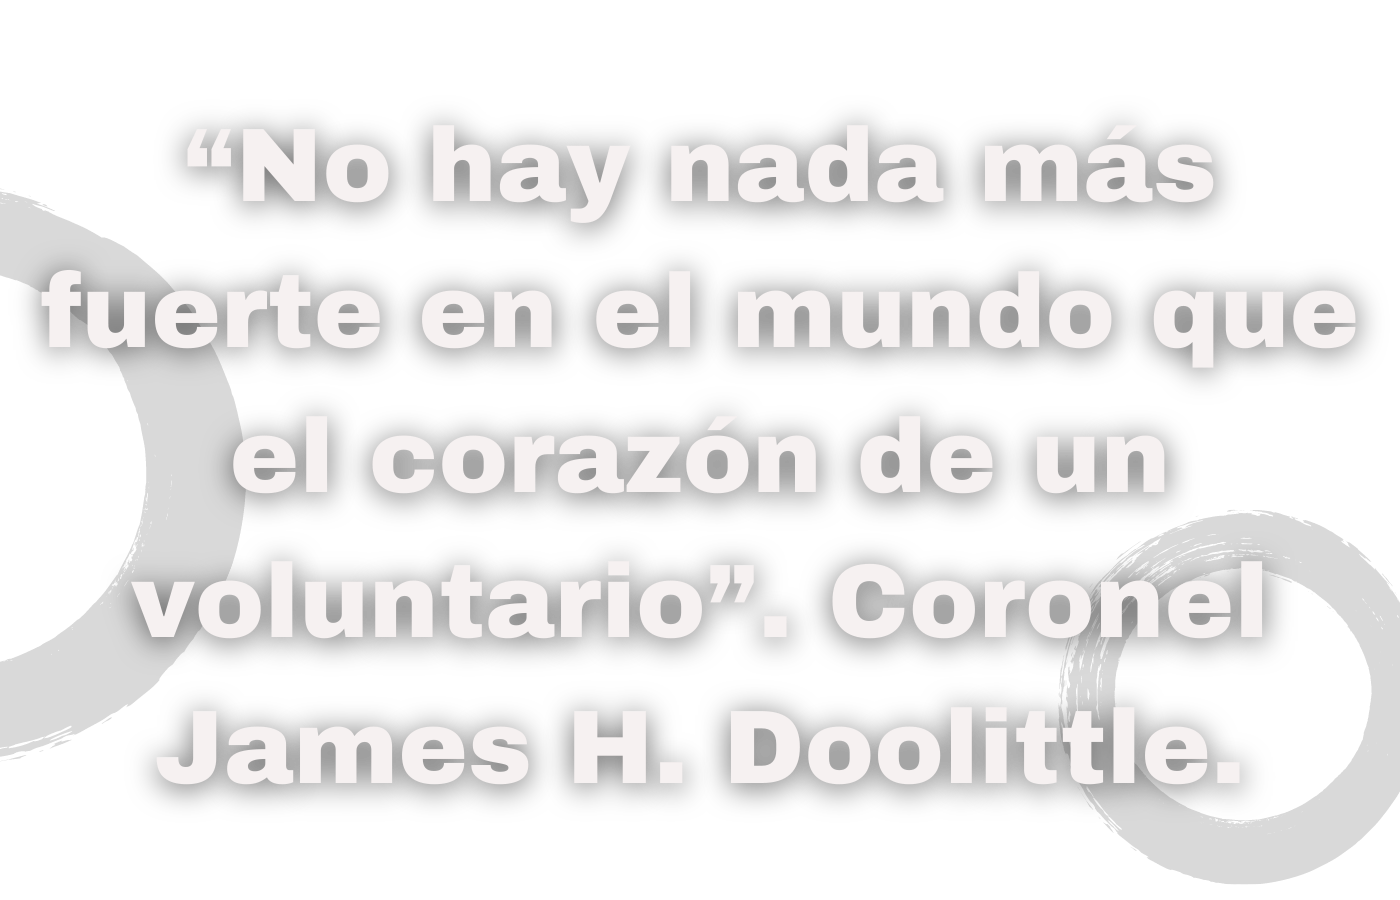 “No hay nada más
fuerte en el mundo que
el corazón de un
voluntario”. Coronel
James H. Doolittle.